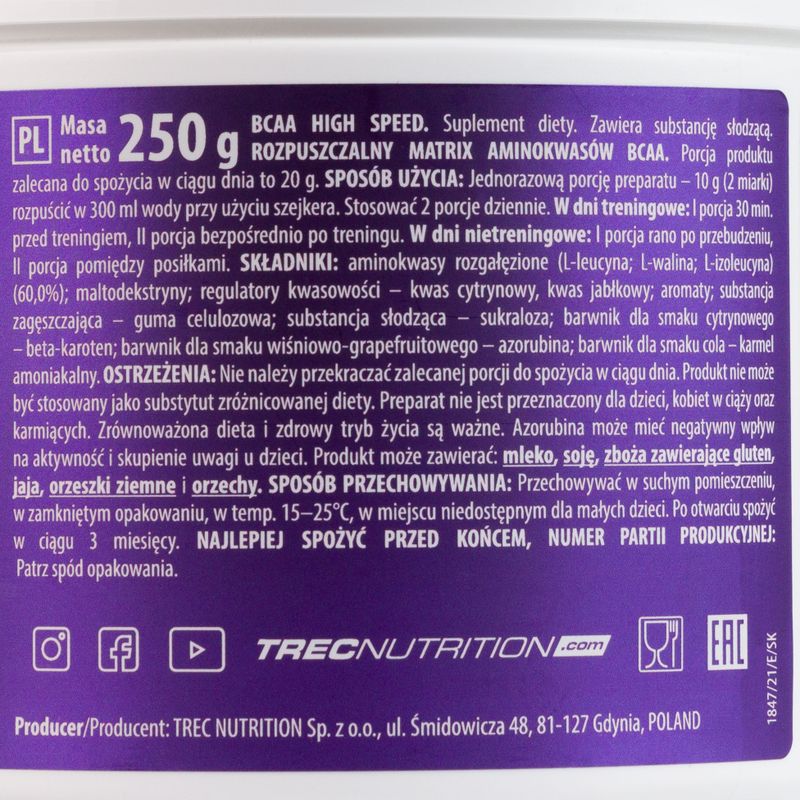 PL Masa netto 250 g BCAA HIGH SPEED. Suplement diety. Zawiera substancję słodzącą.
ROZPUSZCZALNY MATRIX AMINOKWASÓW BCAA. Porcja produktu
zalecana do spożycia w ciągu dnia to 20 g. SPOSÓB UŻYCIA: Jednorazową porcję preparatu – 10 g (2 miarki)
rozpuścić w 300 ml wody przy użyciu szejkera. Stosować 2 porcje dziennie. W dni treningowe: I porcja 30 min.
przed treningiem, II porcja bezpośrednio po treningu. W dni nietreningowe: I porcja rano po przebudzeniu,
II porcja pomiędzy posiłkami. SKŁADNIKI: aminokwasy rozgałęzione (L-leucyna; L-walina; L-izoleucyna)
(60,0%); maltodekstryny; regulatory kwasowości – kwas cytrynowy, kwas jabłkowy; aromaty; substancja
zagęszczająca – guma celulozowa; substancja słodząca – sukraloza; barwnik dla smaku cytrynowego
– beta-karoten; barwnik dla smaku wiśniowo-grapefruitowego – azorubina; barwnik dla smaku cola – karmel
amoniakalny. OSTRZEŻENIA: Nie należy przekraczać zalecanej porcji do spożycia w ciągu dnia. Produkt nie może
być stosowany jako substytut zróżnicowanej diety. Preparat nie jest przeznaczony dla dzieci, kobiet w ciąży oraz
karmiących. Zrównoważona dieta i zdrowy tryb życia są ważne. Azorubina może mieć negatywny wpływ
na aktywność i skupienie uwagi u dzieci. Produkt może zawierać: mleko, soję, zboża zawierające gluten,
jaja, orzeszki ziemne i orzechy. SPOSÓB PRZECHOWYWANIA: Przechowywać w suchym pomieszczeniu,
w zamkniętym opakowaniu, w temp. 15–25°C, w miejscu niedostępnym dla małych dzieci. Po otwarciu spożyć
w ciągu 3 miesięcy. NAJLEPIEJ SPOŻYĆ PRZED KOŃCEM, NUMER PARTII PRODUKCYJNEJ:
Patrz spód opakowania.
TRECNUTRITION.com EAC
1847/21/E/SK
Producer/Producent: TREC NUTRITION Sp. z o.o., ul. Śmidowicza 48, 81-127 Gdynia, POLAND